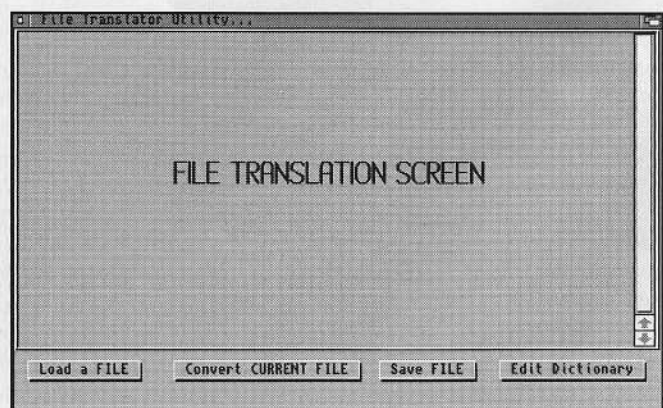 File Translator Utility...
FILE TRANSLATION SCREEN
Load a FILE
Convert CURRENT FILE
Save FILE
Edit Dictionary